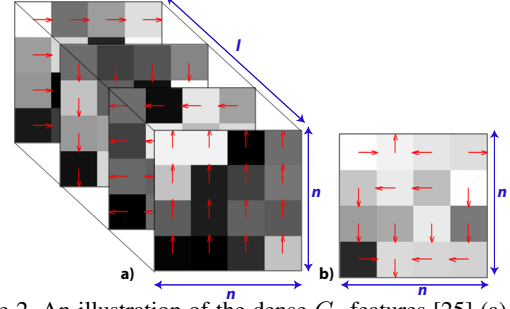 l
n
n
a)
b)
n
n
e 2. An illustration of the dense C features [25] (a)